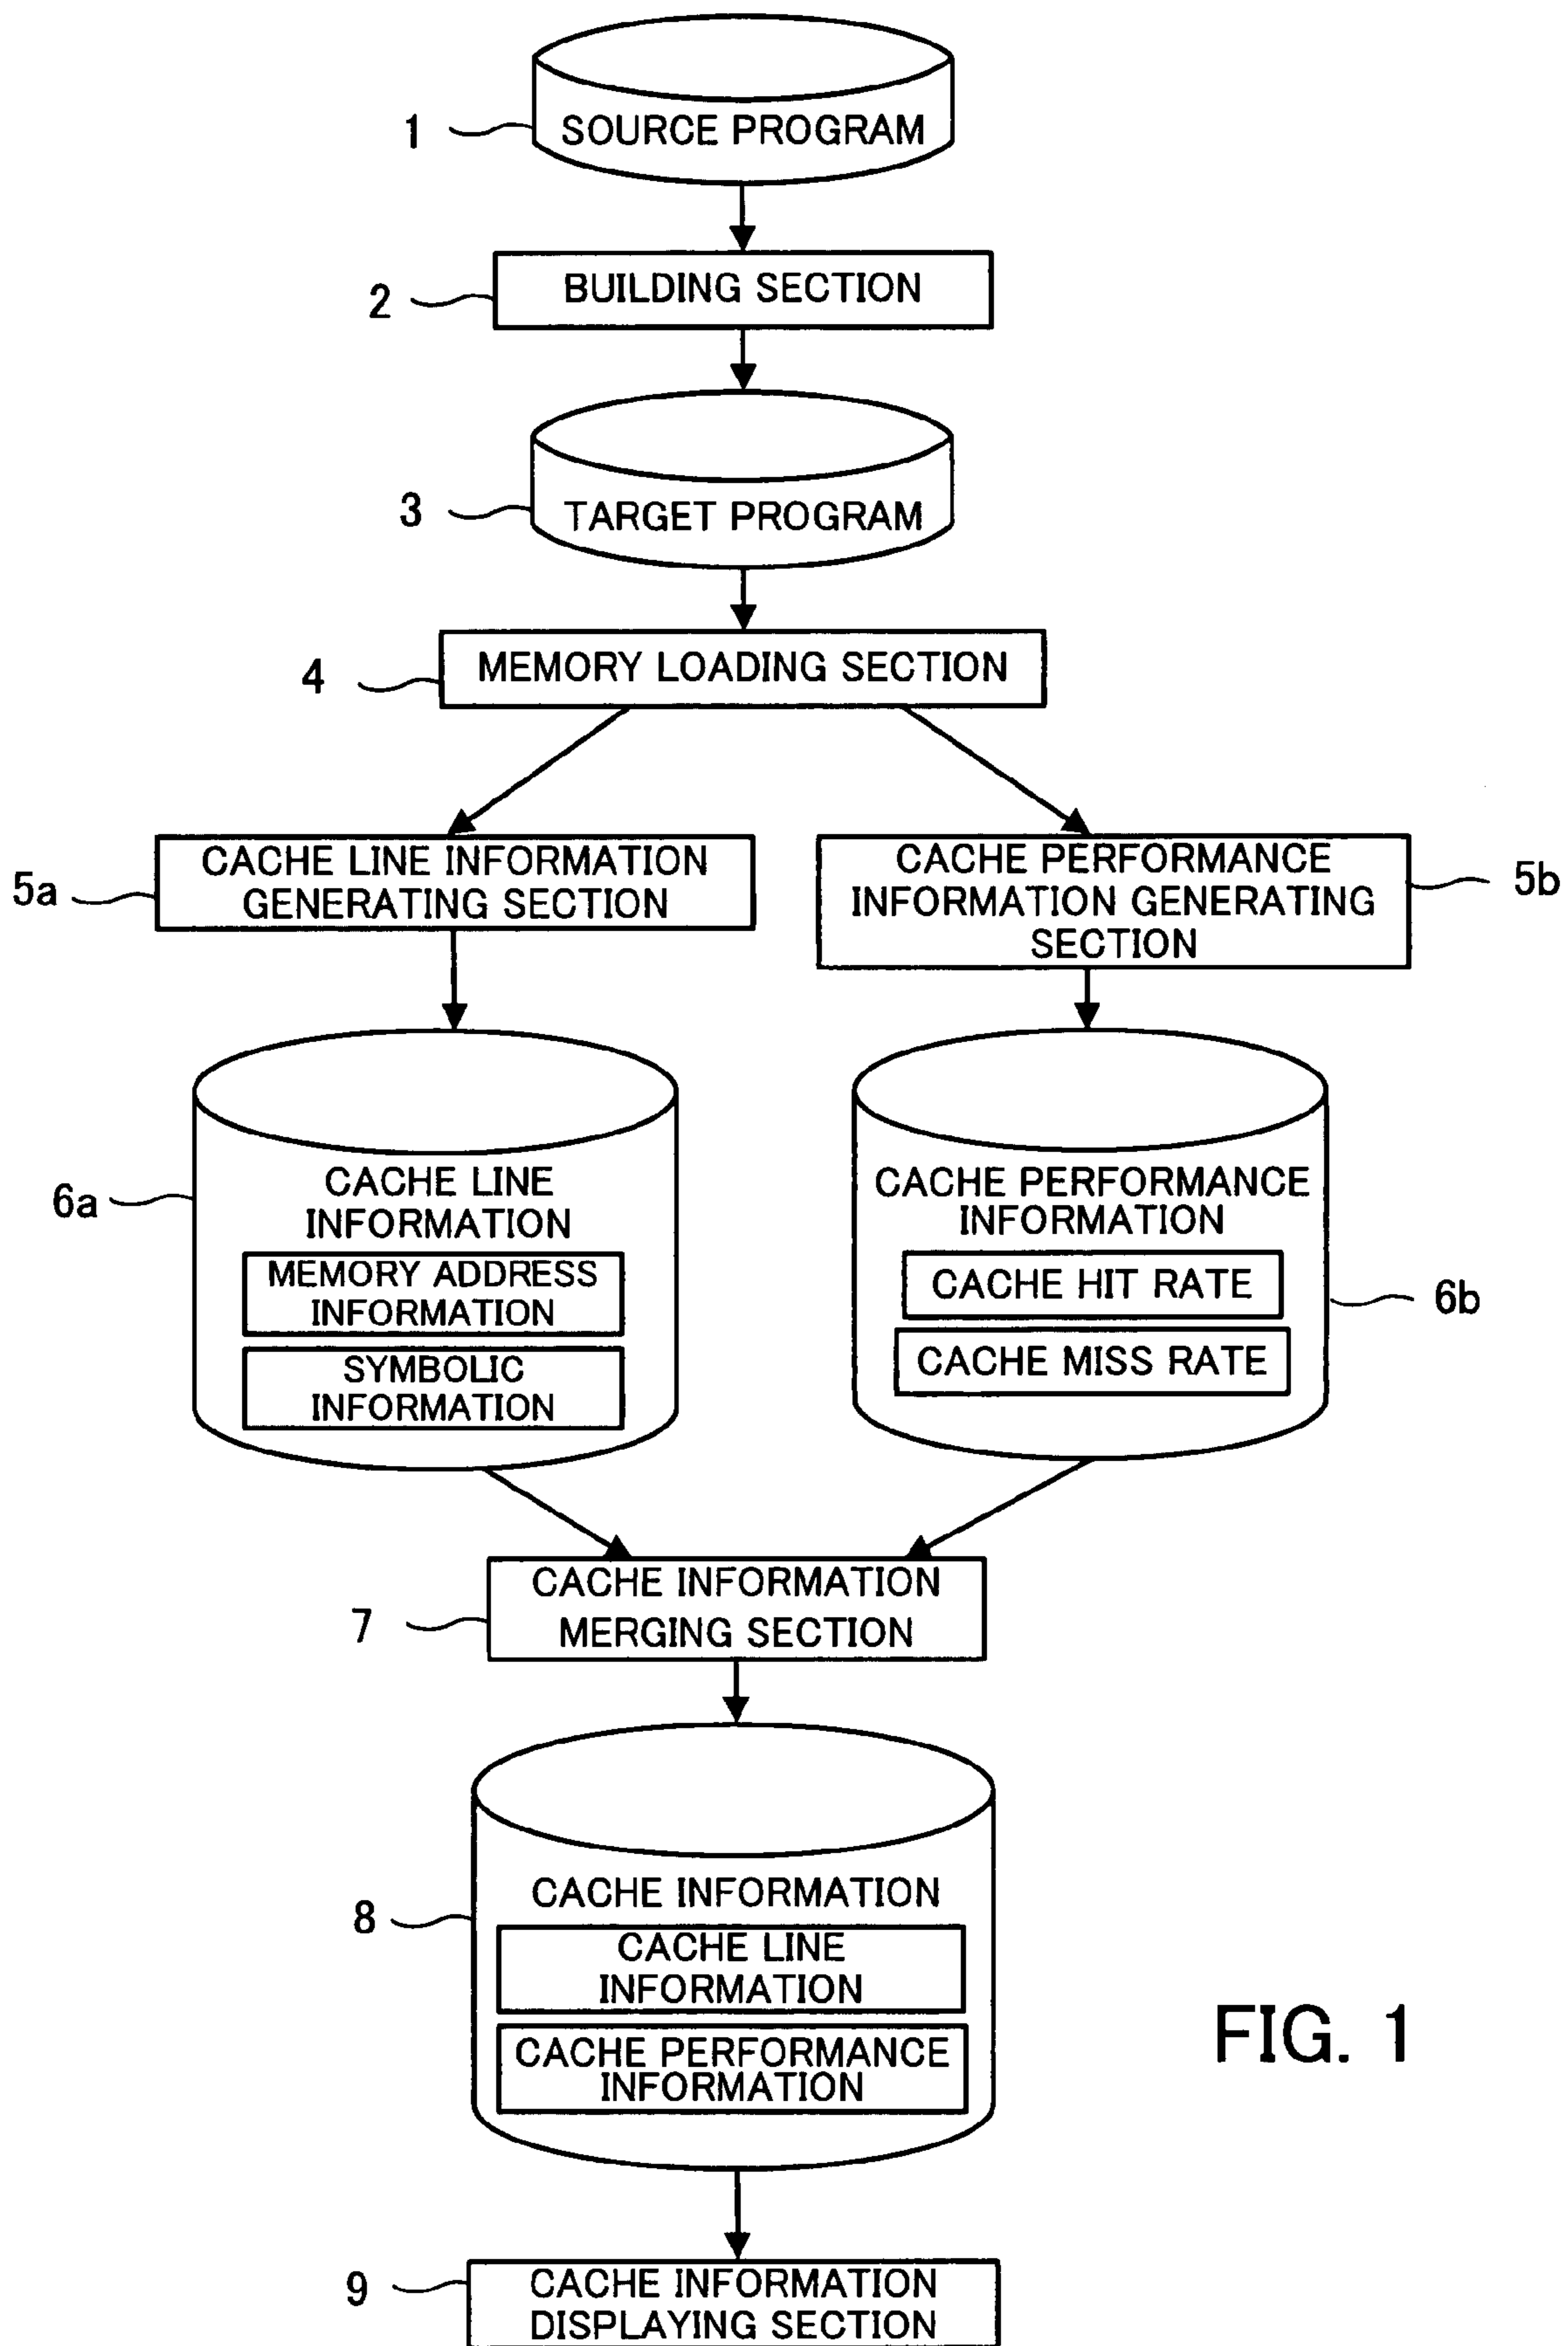 1
SOURCE PROGRAM
2
BUILDING SECTION
3
TARGET PROGRAM
4
MEMORY LOADING SECTION
5a
CACHE LINE INFORMATION
GENERATING SECTION
CACHE PERFORMANCE
INFORMATION GENERATING
SECTION
5b
6a
CACHE LINE
INFORMATION
MEMORY ADDRESS
INFORMATION
SYMBOLIC
INFORMATION
CACHE PERFORMANCE
INFORMATION
CACHE HIT RATE
CACHE MISS RATE
6b
7
CACHE INFORMATION
MERGING SECTION
8
CACHE INFORMATION
CACHE LINE
INFORMATION
CACHE PERFORMANCE
INFORMATION
FIG. 1
9
CACHE INFORMATION
DISPLAYING SECTION